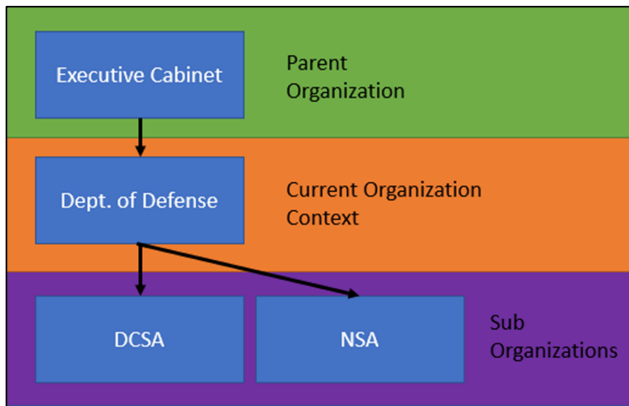 Executive Cabinet
Parent
Organization
Dept. of Defense
Current Organization
Context
DCSA
NSA
Sub
Organizations